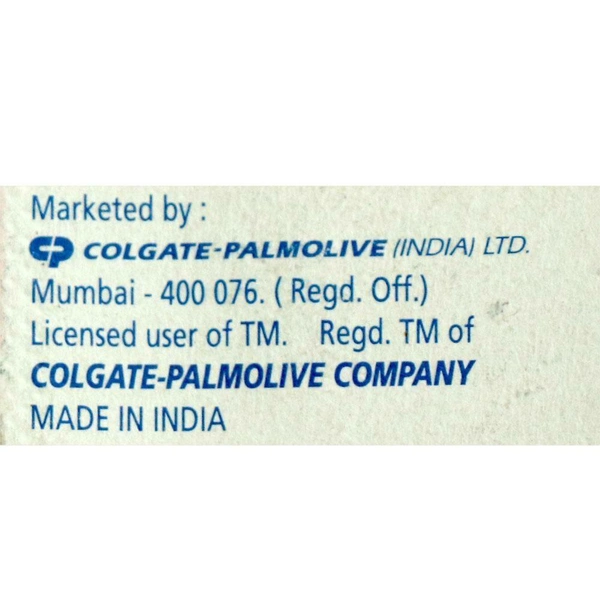 Marketed by :
CP COLGATE-PALMOLIVE (INDIA) LTD.
Mumbai - 400 076. ( Regd. Off.)
Licensed user of TM. Regd. TM of
COLGATE-PALMOLIVE COMPANY
MADE IN INDIA